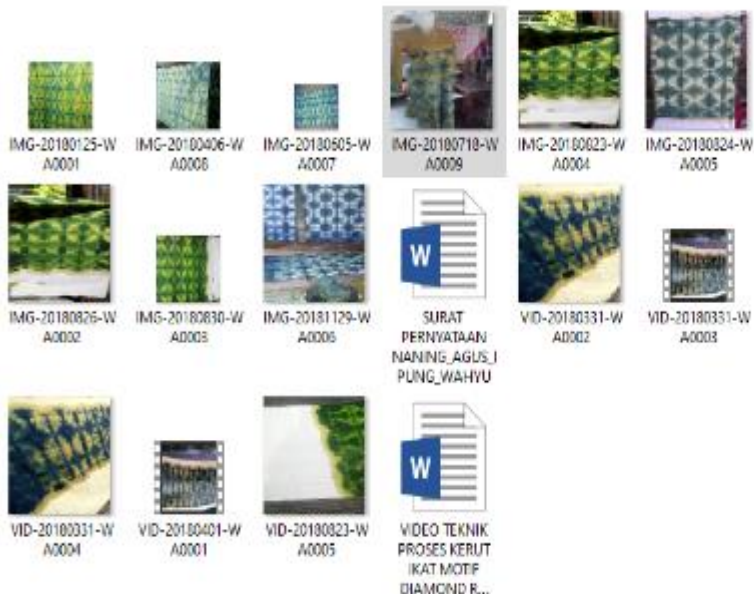 IMG-20180125-W
A0001
IMG-20180406-W
A0008
IMG-20180605-W
A0007
IMG-20180718-W
A0009
IMG-20180823-W
A0004
IMG-20180824-W
A0005
IMG-20180826-W
A0002
IMG-20180830-W
A0003
IMG-20181129-W
A0006
SURAT
PERNYATAAN
NANING_AGUS_I
PUNG_WAHYU
VID-20180331-W
A0002
VID-20180331-W
A0003
VID-20180331-W
A0004
VID-20180401-W
A0001
VID-20180823-W
A0005
VIDEO TEKNIK
PROSES KERUT
IKAT MOTIF
DIAMOND R...